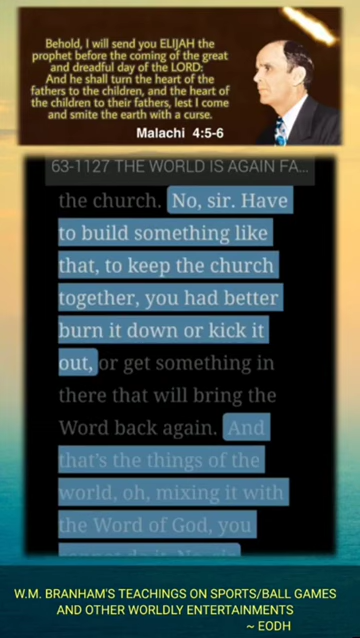 Behold, I will send you ELIJAH the
prophet before the coming of the great
and dreadful day of the LORD:
And he shall turn the heart of the
fathers to the children, and the heart of
the children to their fathers, lest I come
and smite the earth with a curse.
Malachi 4:5-6
63-1127 THE WORLD IS AGAIN FA...
the church. No, sir. Have
to build something like
that, to keep the church
together, you had better
burn it down or kick it
out, or get something in
there that will bring the
Word back again. And
that's the things of the
world, oh, mixing it with
the Word of God, you
W.M. BRANHAM'S TEACHINGS ON SPORTS/BALL GAMES
AND OTHER WORLDLY ENTERTAINMENTS
~ EODH